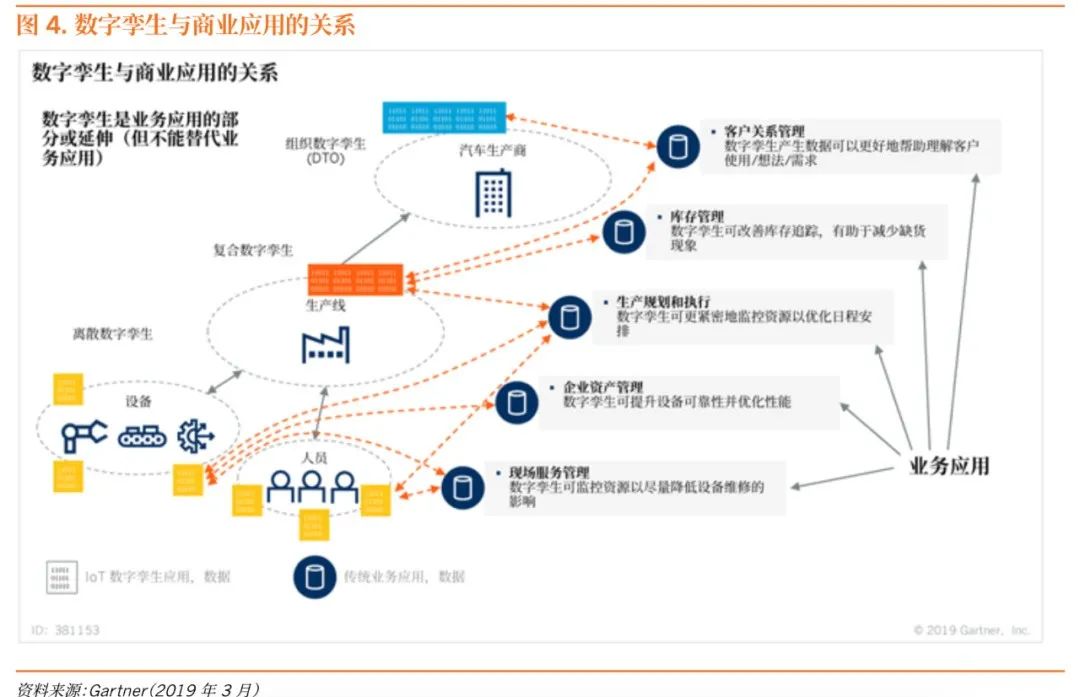 图 4. 数字孪生与商业应用的关系
数字孪生与商业应用的关系
数字孪生是业务应用的部
分或延伸（但不能替代业
务应用）
组织数字孪生
(DTO)
汽车生产商
复合数字孪生
生产线
离散数字孪生
设备
人员
▪ 客户关系管理
数字孪生产生数据可以更好地帮助理解客户
使用/想法/需求
▪ 库存管理
数字孪生可改善库存追踪，有助于减少缺货
现象
▪ 生产规划和执行
数字孪生可更紧密地监控资源以优化日程安
排
▪ 企业资产管理
数字孪生可提升设备可靠性并优化性能
▪ 现场服务管理
数字孪生可监控资源以尽量降低设备维修的
影响
业务应用
IoT 数字孪生应用，数据
传统业务应用，数据
ID: 381153
© 2019 Gartner, Inc.
资料来源:Gartner(2019 年 3 月)